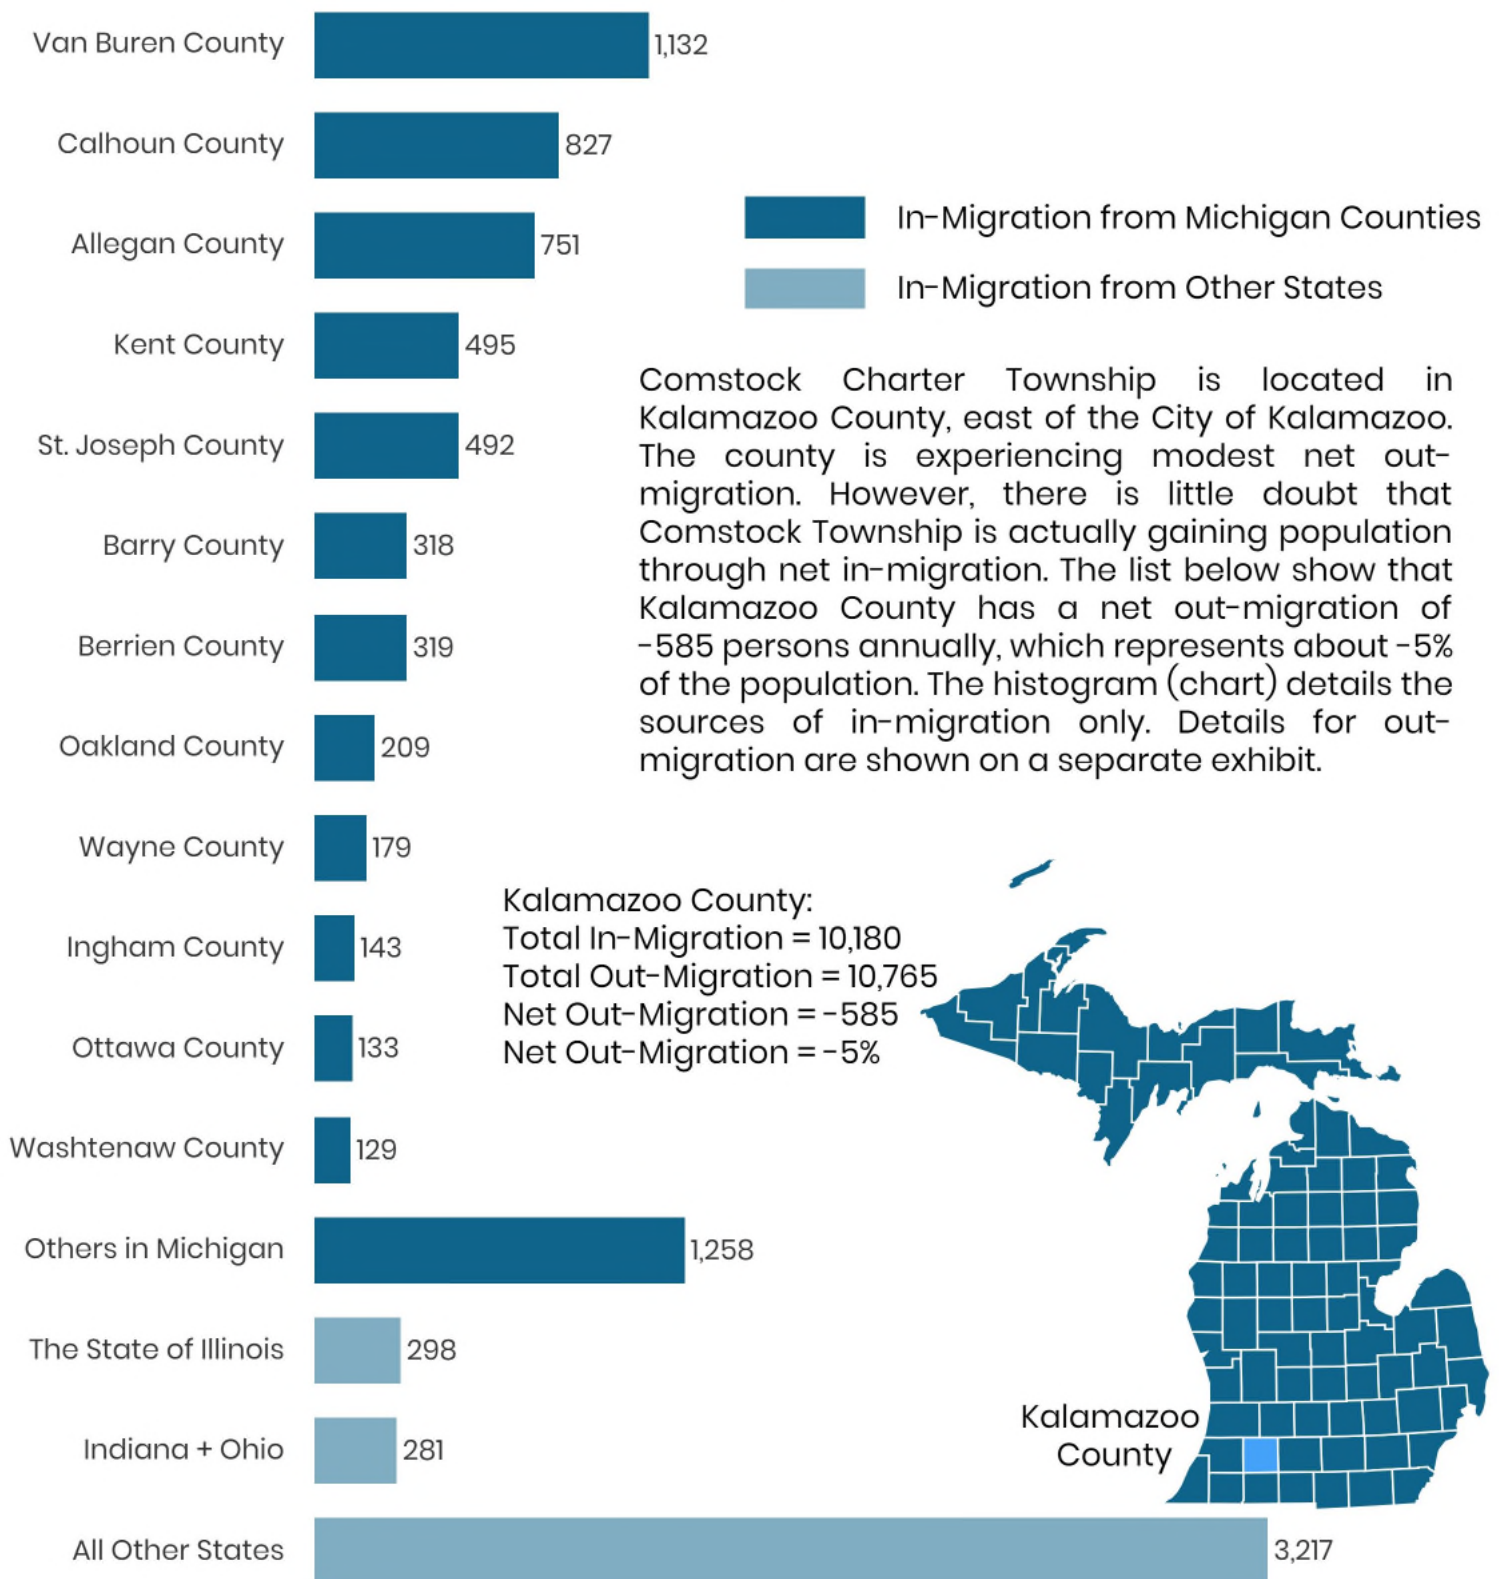 Van Buren County 1,132
Calhoun County 827
Allegan County 751
Kent County 495
St. Joseph County 492
Barry County 318
Berrien County 319
Oakland County 209
Wayne County 179
Ingham County 143
Ottawa County 133
Washtenaw County 129
Others in Michigan 1,258
The State of Illinois 298
Indiana + Ohio 281
All Other States 3,217
In-Migration from Michigan Counties
In-Migration from Other States
Comstock Charter Township is located in
Kalamazoo County, east of the City of Kalamazoo.
The county is experiencing modest net out-
migration. However, there is little doubt that
Comstock Township is actually gaining population
through net in-migration. The list below show that
Kalamazoo County has a net out-migration of
-585 persons annually, which represents about -5%
of the population. The histogram (chart) details the
sources of in-migration only. Details for out-
migration are shown on a separate exhibit.
Kalamazoo County:
Total In-Migration = 10,180
Total Out-Migration = 10,765
Net Out-Migration = -585
Net Out-Migration = -5%
Kalamazoo
County